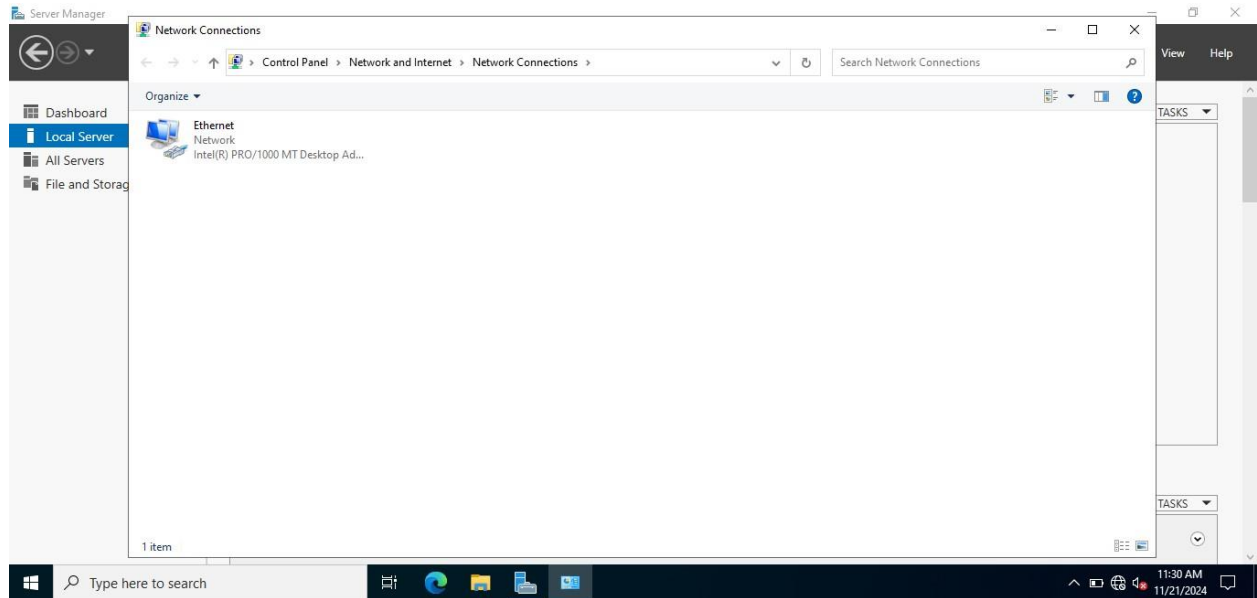 Server Manager
Network Connections
Control Panel > Network and Internet > Network Connections >
Search Network Connections
View Help
Organize
Dashboard
Local Server
All Servers
File and Storag
Ethernet
Network
Intel(R) PRO/1000 MT Desktop Ad...
TASKS
TASKS
1 item
Type here to search
11:30 AM
11/21/2024